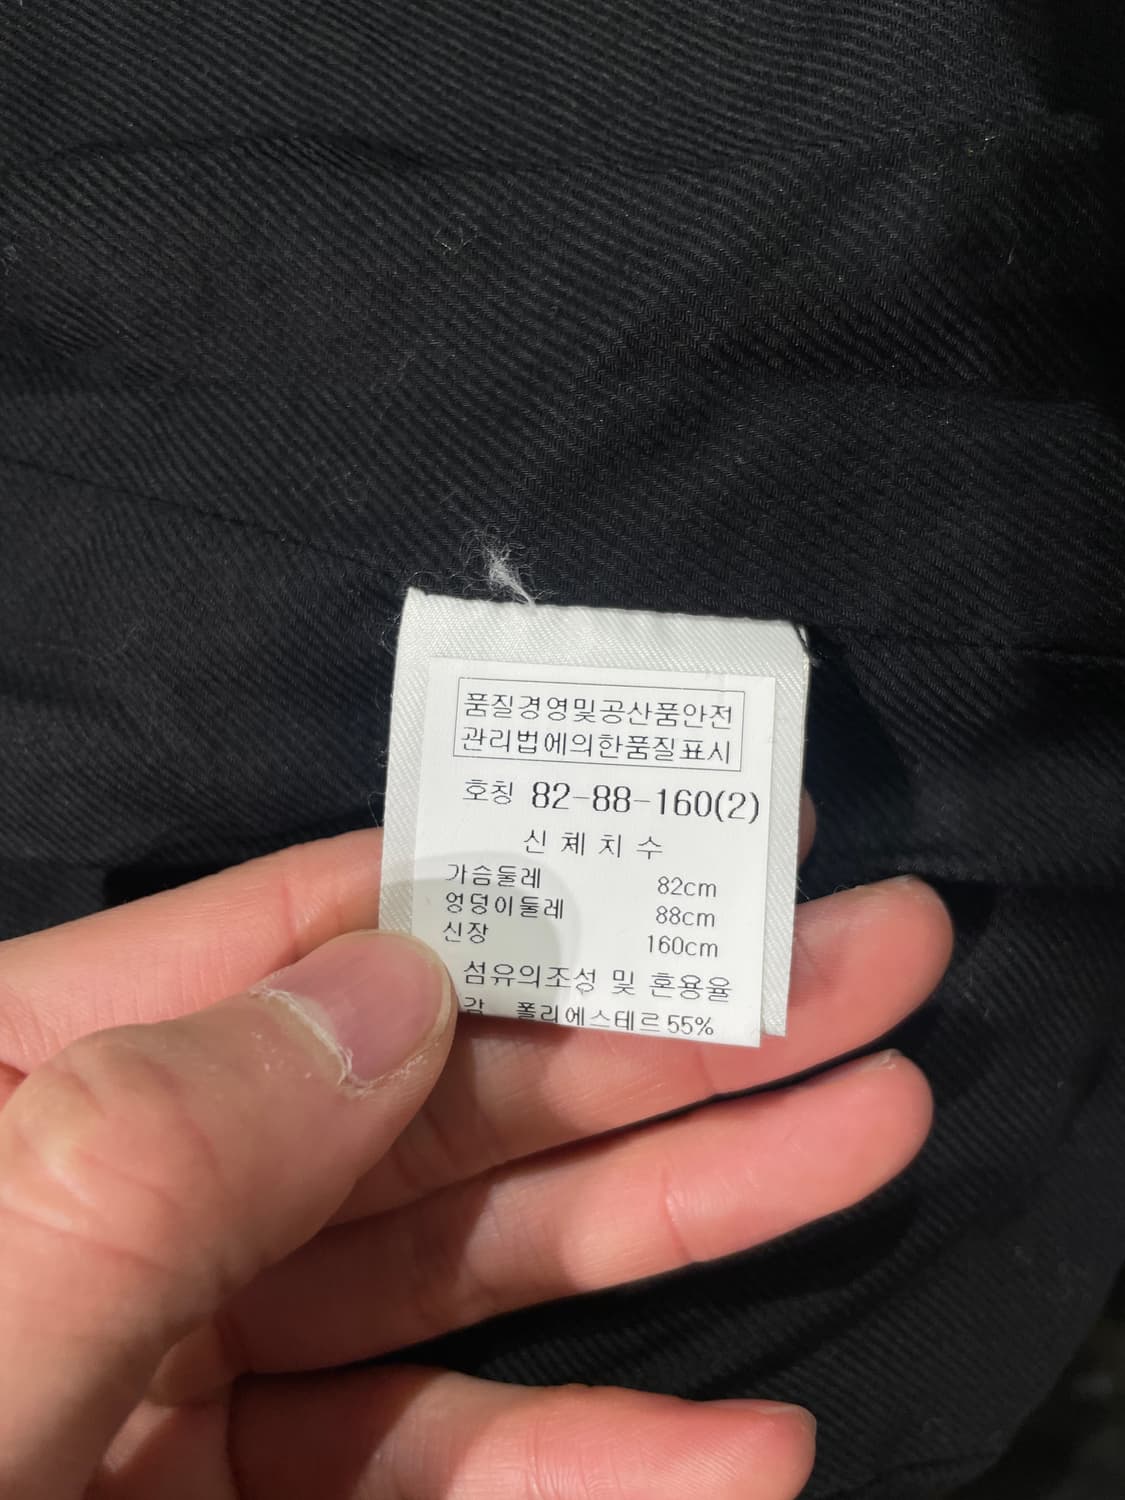 품질경영및공산품안전
관리법에의한품질표시
호칭 82-88-160(2)
신체치수
가슴둘레 82cm
엉덩이둘레 88cm
신장 160cm
섬유의조성 및 혼용율
감 폴리에스테르 55%